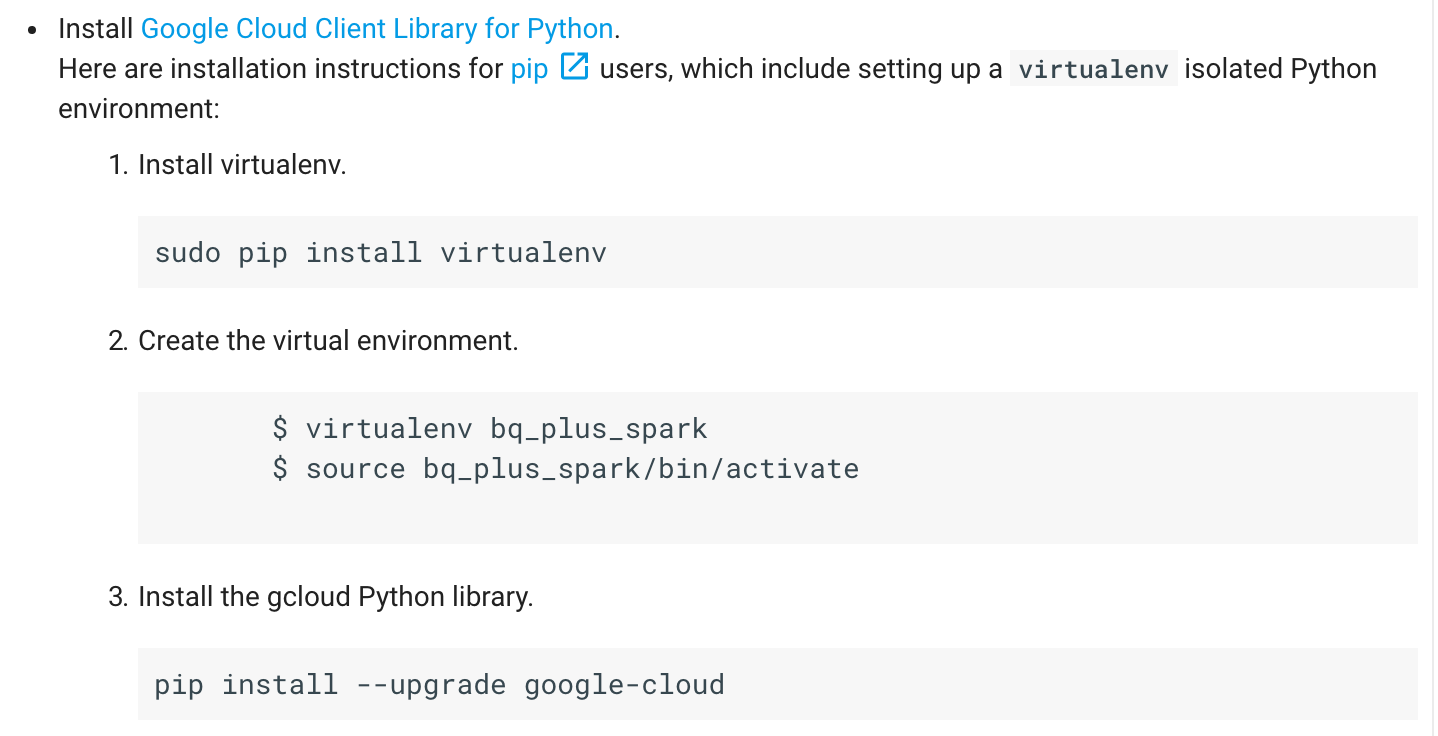 • Install Google Cloud Client Library for Python.
Here are installation instructions for pip users, which include setting up a virtualenv isolated Python
environment:
1. Install virtualenv.
sudo pip install virtualenv
2. Create the virtual environment.
$ virtualenv bq_plus_spark
$ source bq_plus_spark/bin/activate
3. Install the gcloud Python library.
pip install --upgrade google-cloud